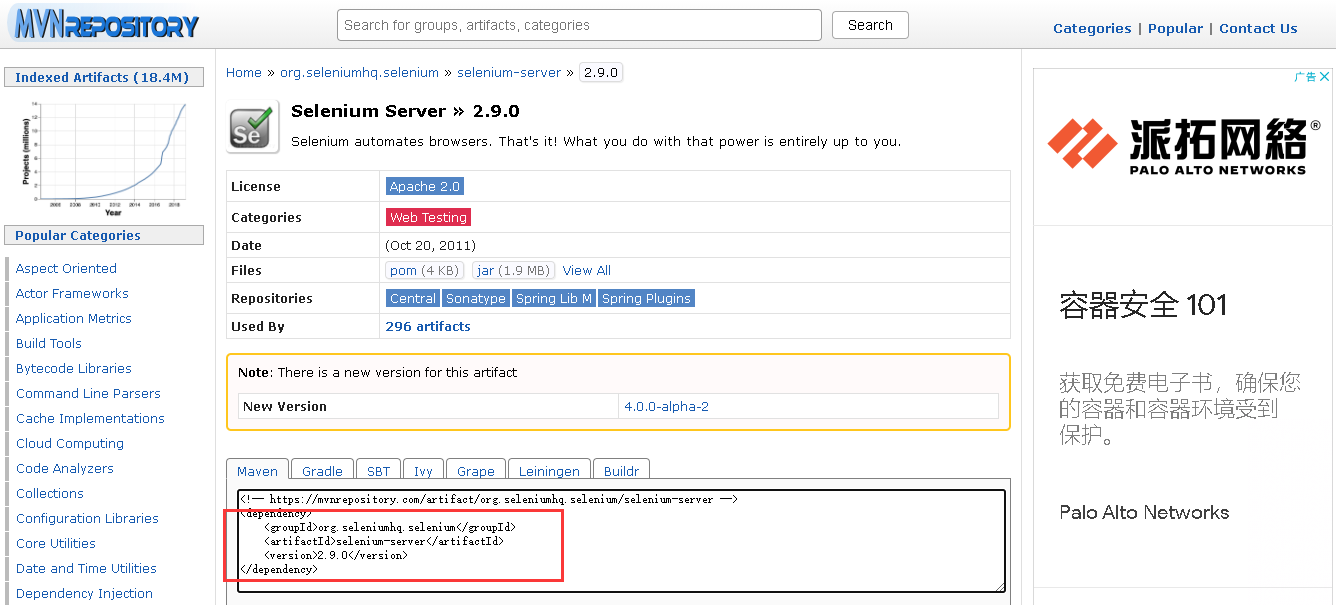 MVNREPOSITORY
Search for groups, artifacts, categories
Search
Categories | Popular | Contact Us
Indexed Artifacts (18.4M)
Projects (millions)
Year
Popular Categories
Aspect Oriented
Actor Frameworks
Application Metrics
Build Tools
Bytecode Libraries
Command Line Parsers
Cache Implementations
Cloud Computing
Code Analyzers
Collections
Configuration Libraries
Core Utilities
Date and Time Utilities
Dependency Injection
Home » org.seleniumhq.selenium » selenium-server » 2.9.0
Se
Selenium Server » 2.9.0
Selenium automates browsers. That's it! What you do with that power is entirely up to you.
License Apache 2.0
Categories Web Testing
Date (Oct 20, 2011)
Files pom (4 KB) jar (1.9 MB) View All
Repositories Central Sonatype Spring Lib M Spring Plugins
Used By 296 artifacts
Note: There is a new version for this artifact
New Version 4.0.0-alpha-2
Maven Gradle SBT Ivy Grape Leiningen Buildr
<!-- https://mvnrepository.com/artifact/org.seleniumhq.selenium/selenium-server -->
<dependency>
<groupId>org.seleniumhq.selenium</groupId>
<artifactId>selenium-server</artifactId>
<version>2.9.0</version>
</dependency>
广告
派拓网络®
PALO ALTO NETWORKS
容器安全 101
获取免费电子书，确保您
的容器和容器环境受到
保护。
Palo Alto Networks